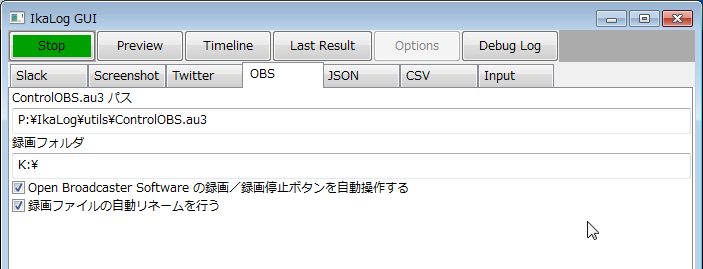 IkaLog GUI
Stop Preview Timeline Last Result Options Debug Log
Slack Screenshot Twitter OBS JSON CSV Input
ControlOBS.au3 パス
P:¥IkaLog¥utils¥ControlOBS.au3
録画フォルダ
K:¥
Open Broadcaster Software の録画／録画停止ボタンを自動操作する
録画ファイルの自動リネームを行う